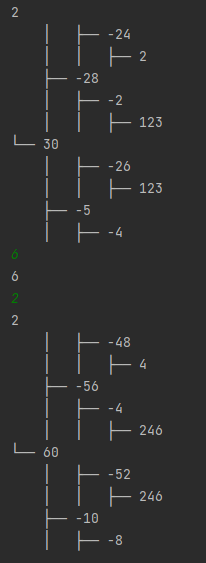 2
│   ├── -24
│   │   ├── 2
├── -28
│   ├── -2
│   │   ├── 123
└── 30
│   ├── -26
│   │   ├── 123
├── -5
│   ├── -4
6
6
2
2
│   ├── -48
│   │   ├── 4
├── -56
│   ├── -4
│   │   ├── 246
└── 60
│   ├── -52
│   │   ├── 246
├── -10
│   ├── -8